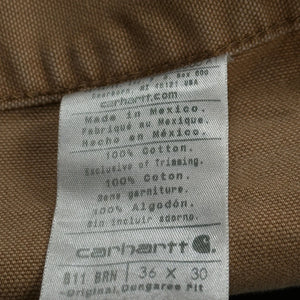 Dearborn, MI 48121 USA
carhartt.com
Made in Mexico.
Fabriqué au Mexique.
Hecho en México.
100% Cotton.
Exclusive of Trimming.
100% Coton.
Sans garniture.
100% Algodón.
sin incluir adorno.
carhartt
B11 BRN 36 X 30
Original Dungaree Fit